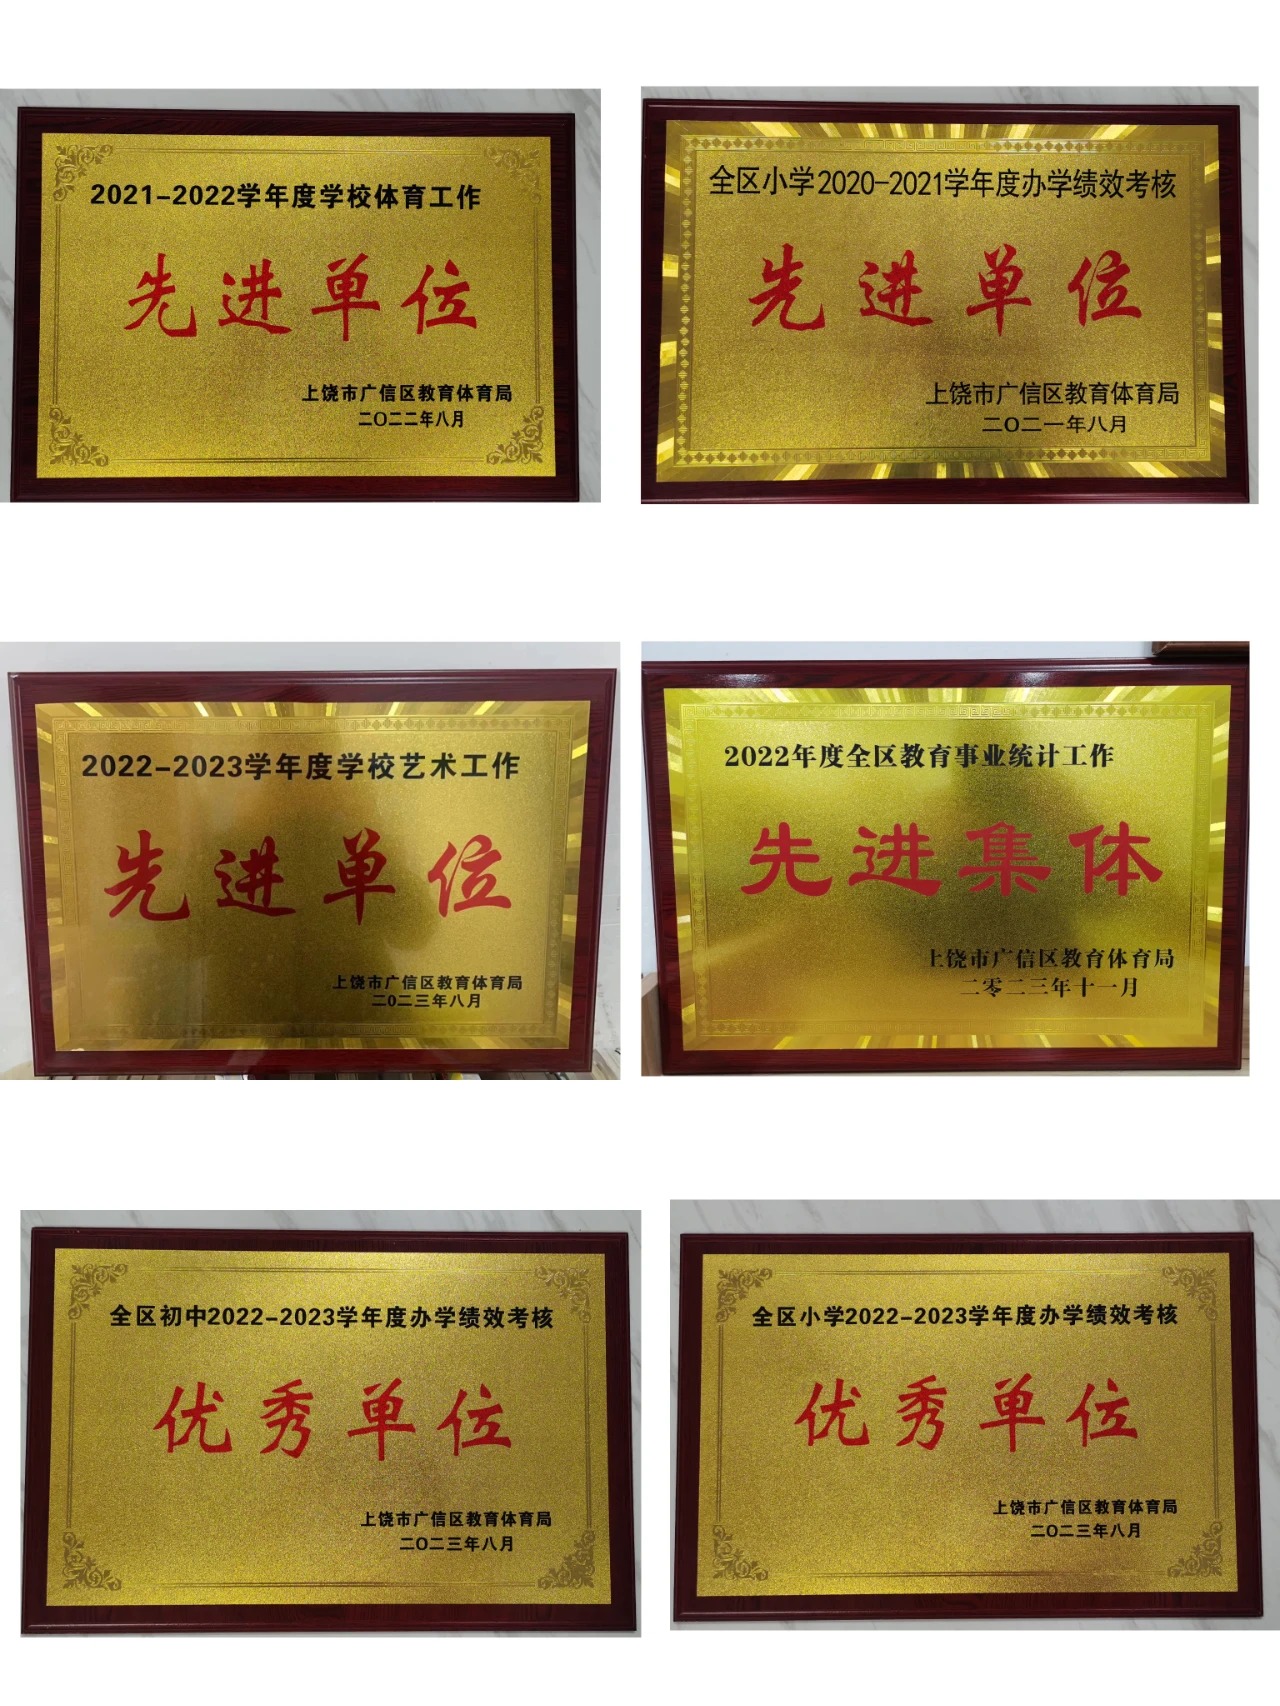 2021-2022学年度学校体育工作
先进单位
上饶市广信区教育体育局
二〇二二年八月
全区小学2020-2021学年度办学绩效考核
先进单位
上饶市广信区教育体育局
二〇二一年八月
2022-2023学年度学校艺术工作
先进单位
上饶市广信区教育体育局
二0二三年八月
2022年度全区教育事业统计工作
先进集体
上饶市广信区教育体育局
二零二三年十一月
全区初中2022-2023学年度办学绩效考核
优秀单位
上饶市广信区教育体育局
二〇二三年八月
全区小学2022-2023学年度办学绩效考核
优秀单位
上饶市广信区教育体育局
二〇二三年八月